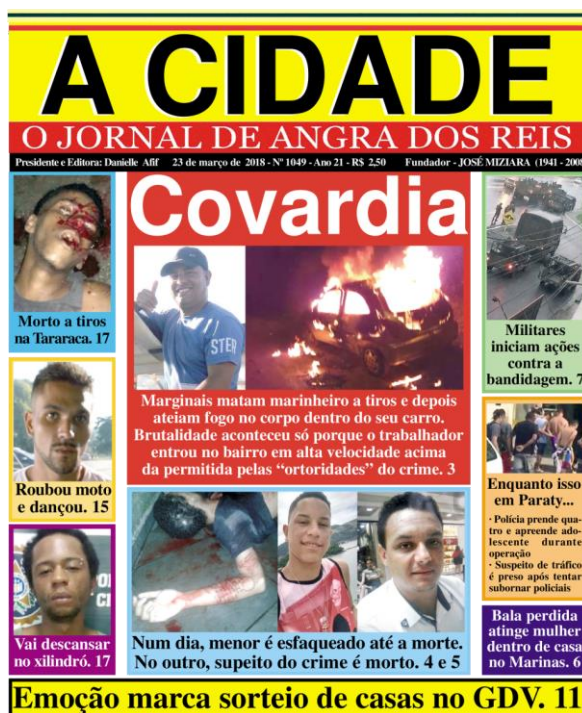 A CIDADE
O JORNAL DE ANGRA DOS REIS
Presidente e Editora: Danielle Afif 23 de março de 2018 - Nº 1049 - Ano 21 - R$ 2,50 Fundador - JOSÉ MIZIARA (1941 - 2008
Covardia
STER
Morto a tiros
na Tararaca. 17
Marginais matam marinheiro a tiros e depois
ateiam fogo no corpo dentro do seu carro.
Brutalidade aconteceu só porque o trabalhador
entrou no bairro em alta velocidade acima
da permitida pelas “ortoridades” do crime. 3
Militares
iniciam ações
contra a
bandidagem. 7
Roubou moto
e dançou. 15
Enquanto isso
em Paraty...
· Polícia prende qua-
tro e apreende ado-
lescente durante
operação
· Suspeito de tráfico
é preso após tentar
subornar policiais
Vai descansar
no xilindró. 17
Num dia, menor é esfaqueado até a morte.
No outro, supeito do crime é morto. 4 e 5
Bala perdida
atinge mulher
dentro de casa
no Marinas. 6
Emoção marca sorteio de casas no GDV. 11